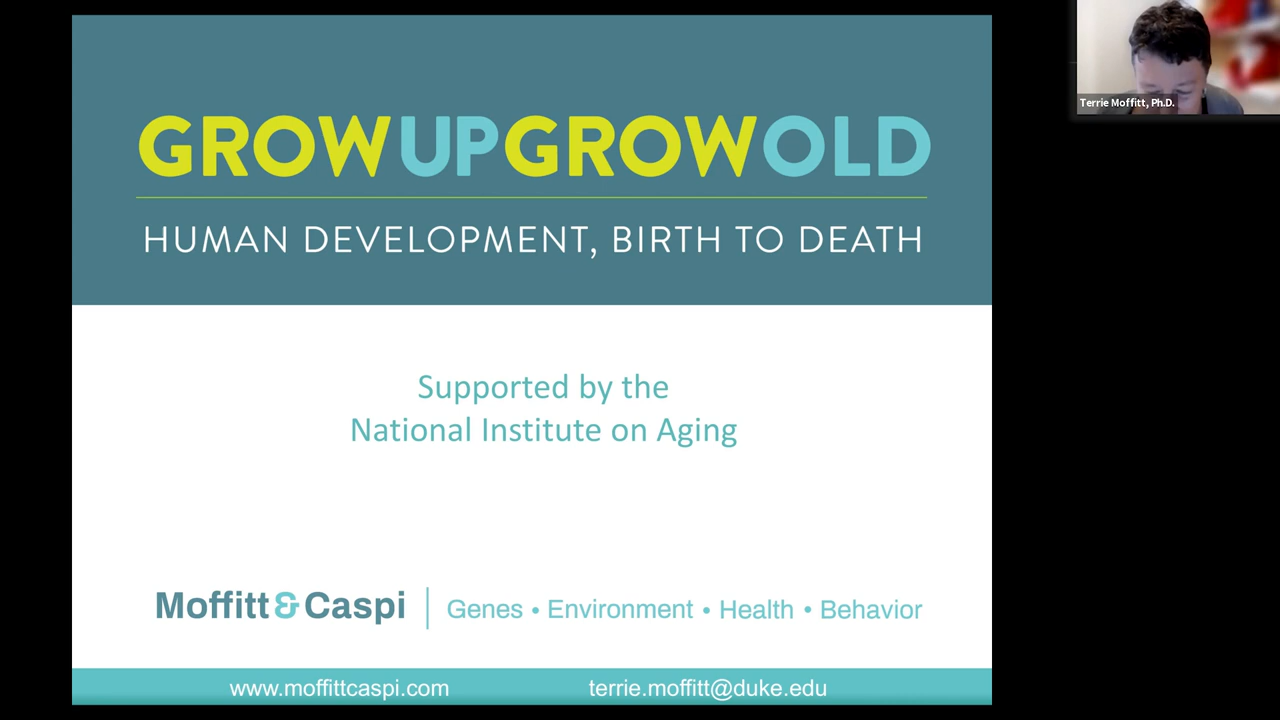 GROWUPGROWOLD
HUMAN DEVELOPMENT, BIRTH TO DEATH
Supported by the
National Institute on Aging
Moffitt&Caspi | Genes • Environment • Health • Behavior
www.moffittcaspi.com terrie.moffitt@duke.edu
Terrie Moffitt, Ph.D.